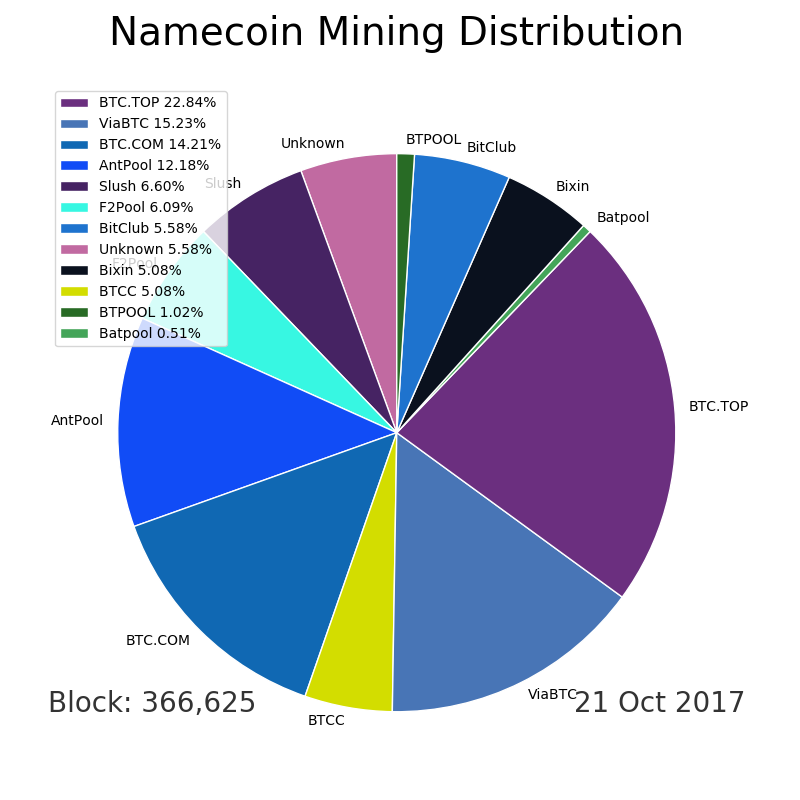 Namecoin Mining Distribution
BTC.TOP 22.84%
ViaBTC 15.23%
BTC.COM 14.21%
AntPool 12.18%
Slush 6.60%
F2Pool 6.09%
BitClub 5.58%
Unknown 5.58%
Bixin 5.08%
BTCC 5.08%
BTPOOL 1.02%
Batpool 0.51%
Unknown
BTPOOL
BitClub
Bixin
Batpool
Slush
F2Pool
BTC.TOP
AntPool
BTC.COM
BTCC
ViaBTC
Block: 366,625
21 Oct 2017